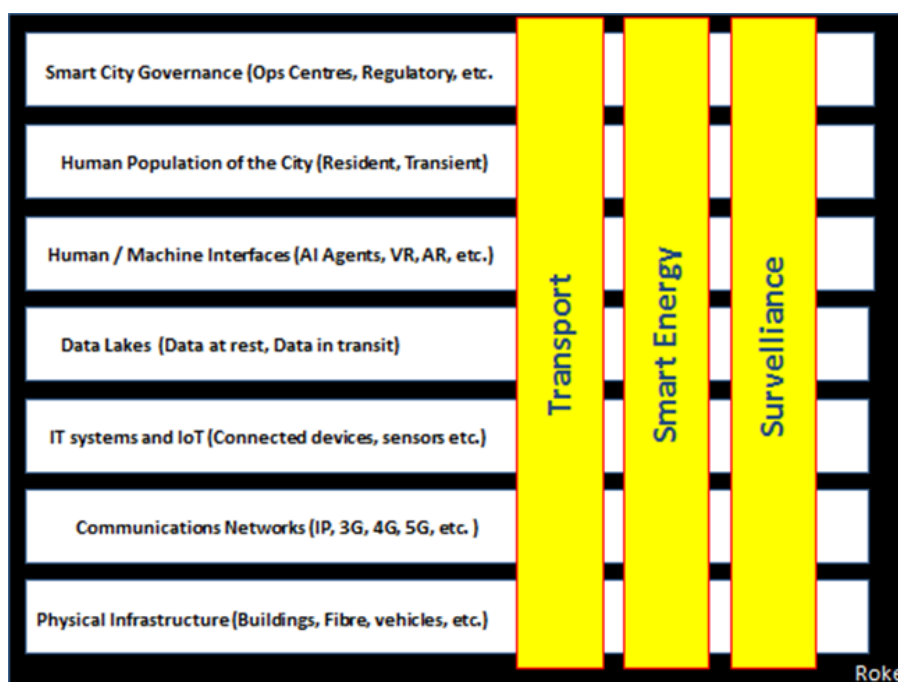 Smart City Governance (Ops Centres, Regulatory, etc.
Human Population of the City (Resident, Transient)
Human / Machine Interfaces (AI Agents, VR, AR, etc.)
Data Lakes (Data at rest, Data in transit)
IT systems and IoT (Connected devices, sensors etc.)
Communications Networks (IP, 3G, 4G, 5G, etc. )
Physical Infrastructure (Buildings, Fibre, vehicles, etc.)
Transport
Smart Energy
Survelliance
Roke